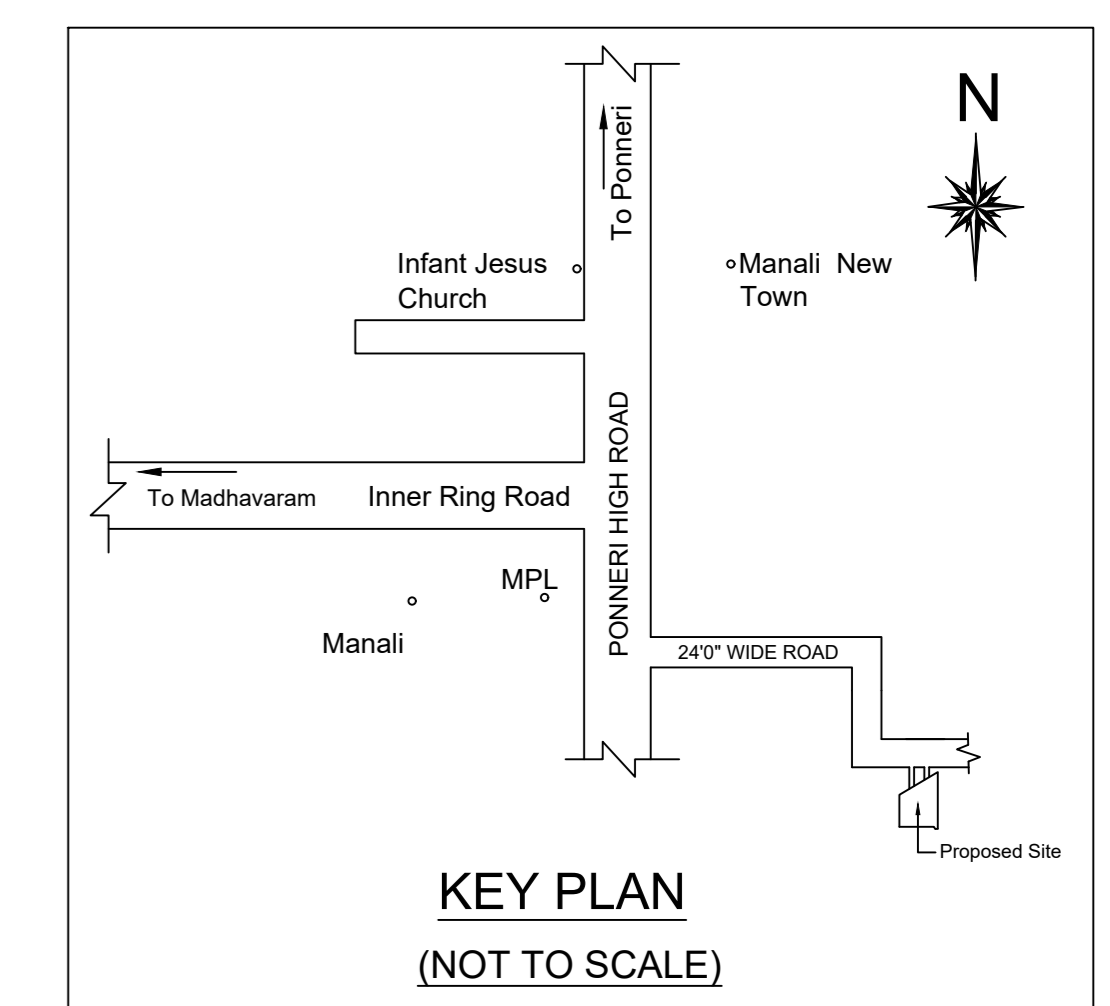 N
To Ponneri
Infant Jesus
Church
Manali New
Town
PONNERI HIGH ROAD
To Madhavaram
Inner Ring Road
MPL
Manali
24'0" WIDE ROAD
Proposed Site
KEY PLAN
(NOT TO SCALE)